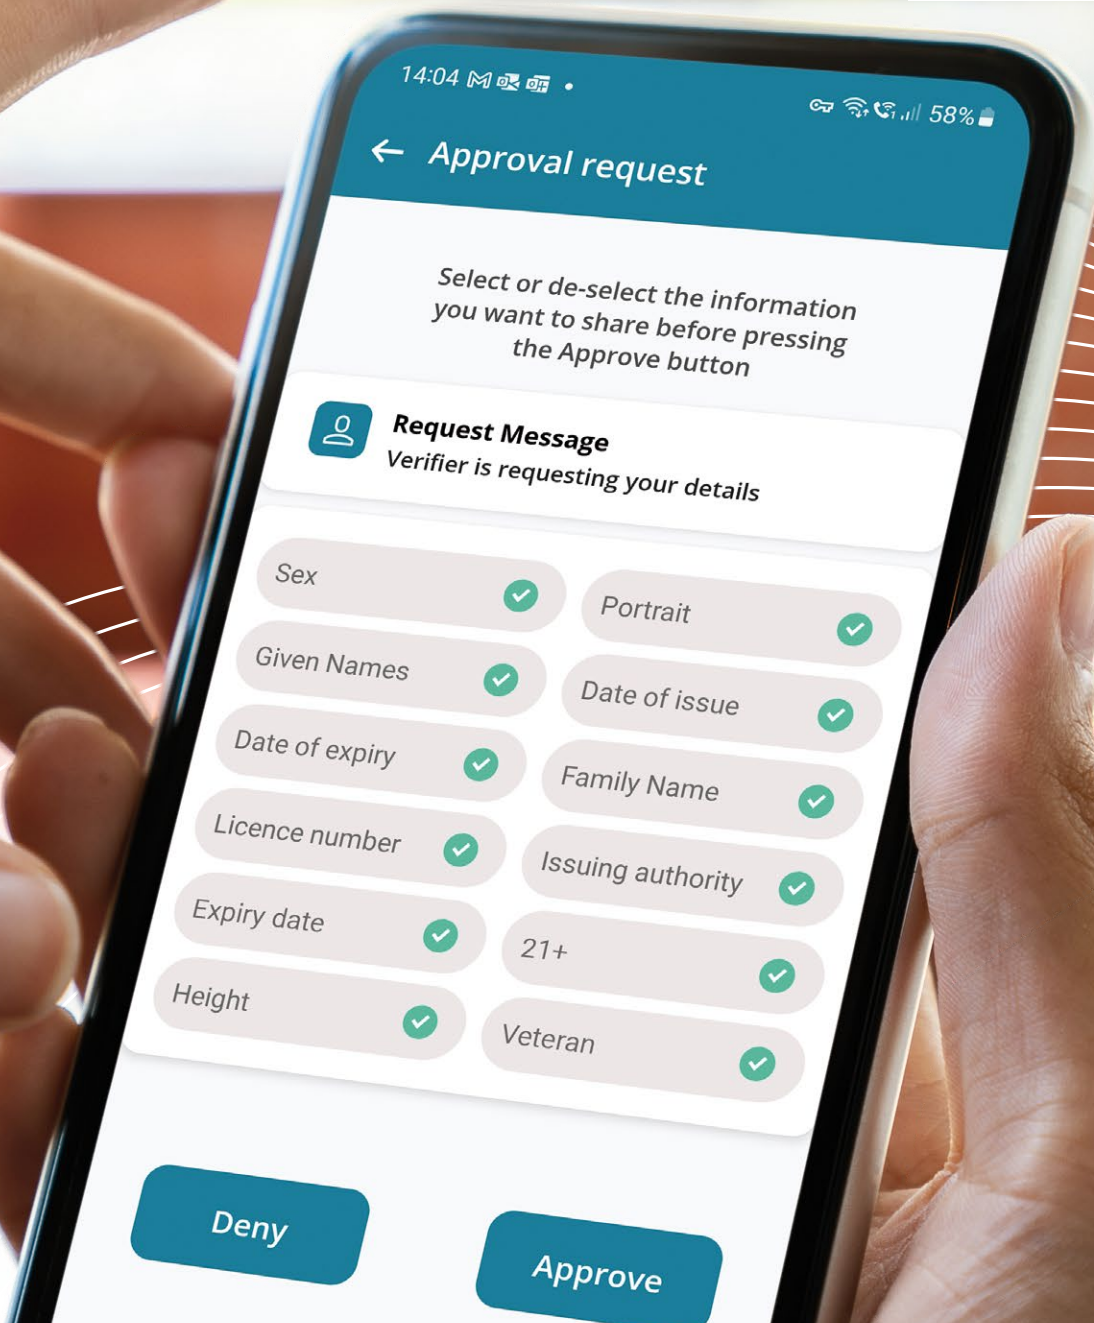 14:04
58%
Approval request
Select or de-select the information
you want to share before pressing
the Approve button
Request Message
Verifier is requesting your details
Sex
Portrait
Given Names
Date of issue
Date of expiry
Family Name
Licence number
Issuing authority
Expiry date
21+
Height
Veteran
Deny
Approve